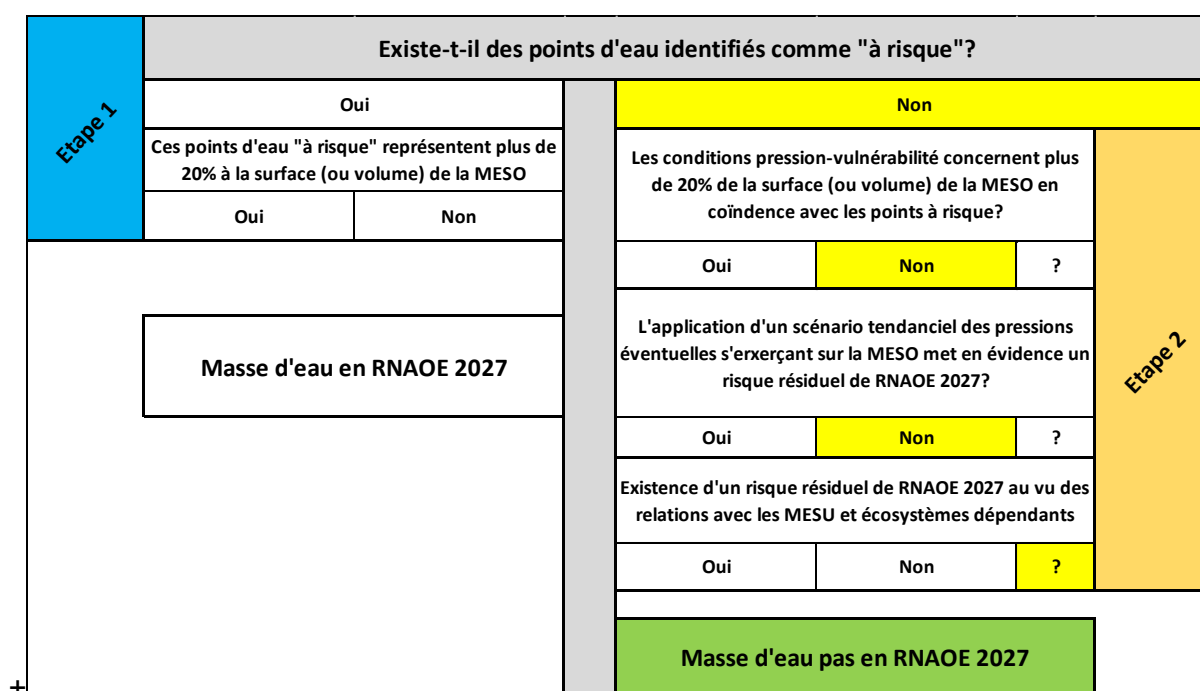 Existe-t-il des points d'eau identifiés comme "à risque"?
Etape 1
Oui
Ces points d'eau "à risque" représentent plus de
20% à la surface (ou volume) de la MESO
Oui
Non
Masse d'eau en RNAOE 2027
Non
Les conditions pression-vulnérabilité concernent plus
de 20% de la surface (ou volume) de la MESO en
coïndence avec les points à risque?
Oui
Non
?
L'application d'un scénario tendanciel des pressions
éventuelles s'erxerçant sur la MESO met en évidence un
risque résiduel de RNAOE 2027?
Oui
Non
?
Existence d'un risque résiduel de RNAOE 2027 au vu des
relations avec les MESU et écosystèmes dépendants
Oui
Non
?
Etape 2
Masse d'eau pas en RNAOE 2027